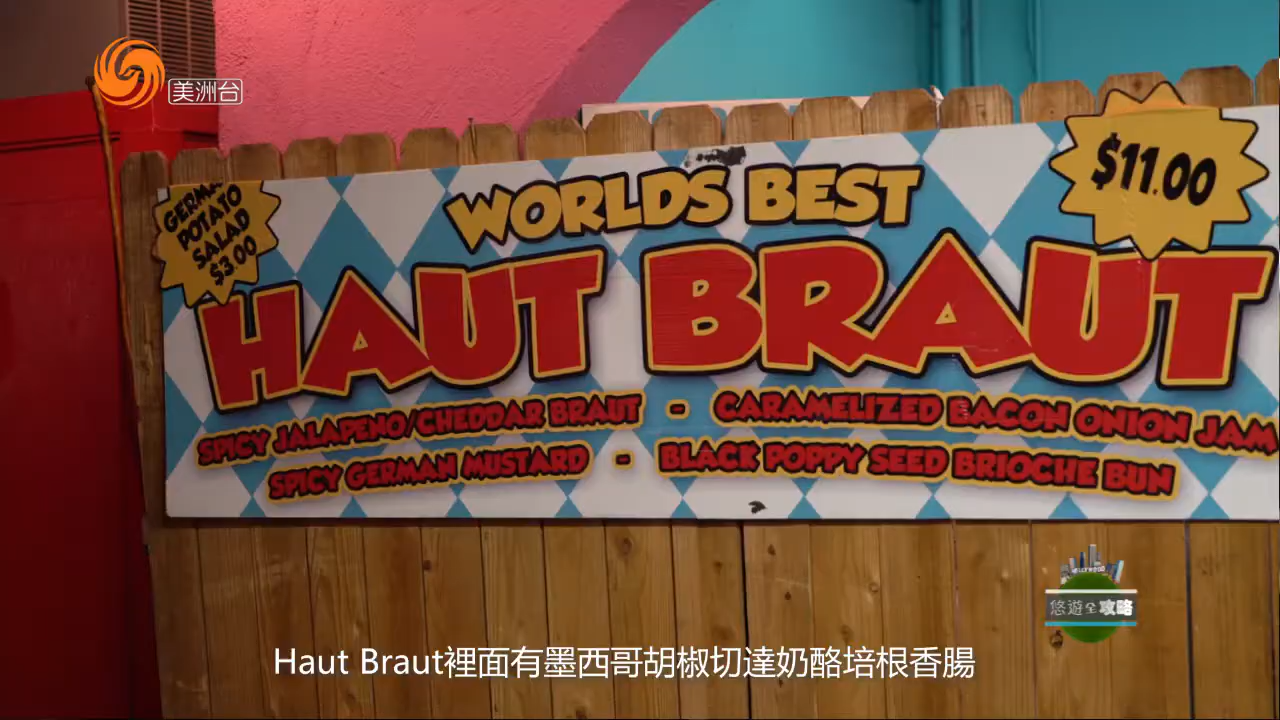 美洲台
GERMAN
POTATO
SALAD
$3.00
WORLDS BEST
$11.00
HAUT BRAUT
SPICY JALAPENO/CHEDDAR BRAUT - CARAMELIZED BACON ONION JAM
SPICY GERMAN MUSTARD - BLACK POPPY SEED BRIOCHE BUN
悠遊全攻略
Haut Braut裡面有墨西哥胡椒切達奶酪培根香腸